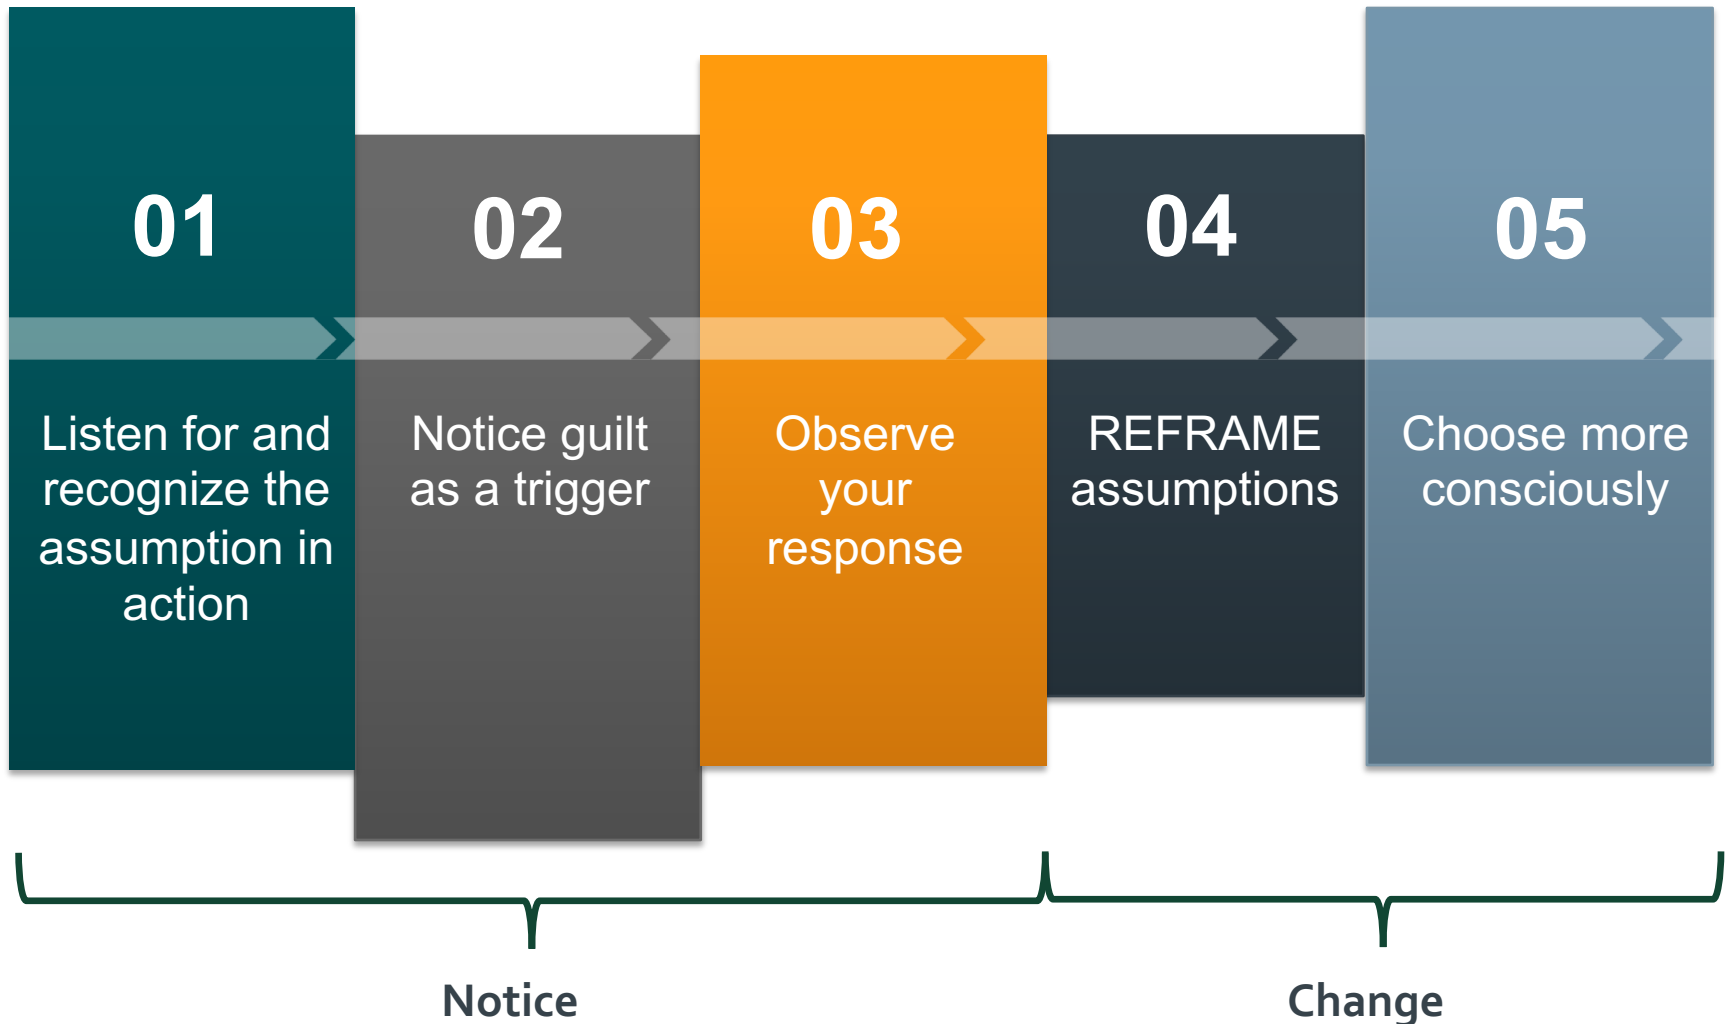 01
Listen for and
recognize the
assumption in
action
02
Notice guilt
as a trigger
03
Observe
your
response
04
REFRAME
assumptions
05
Choose more
consciously
Notice
Change